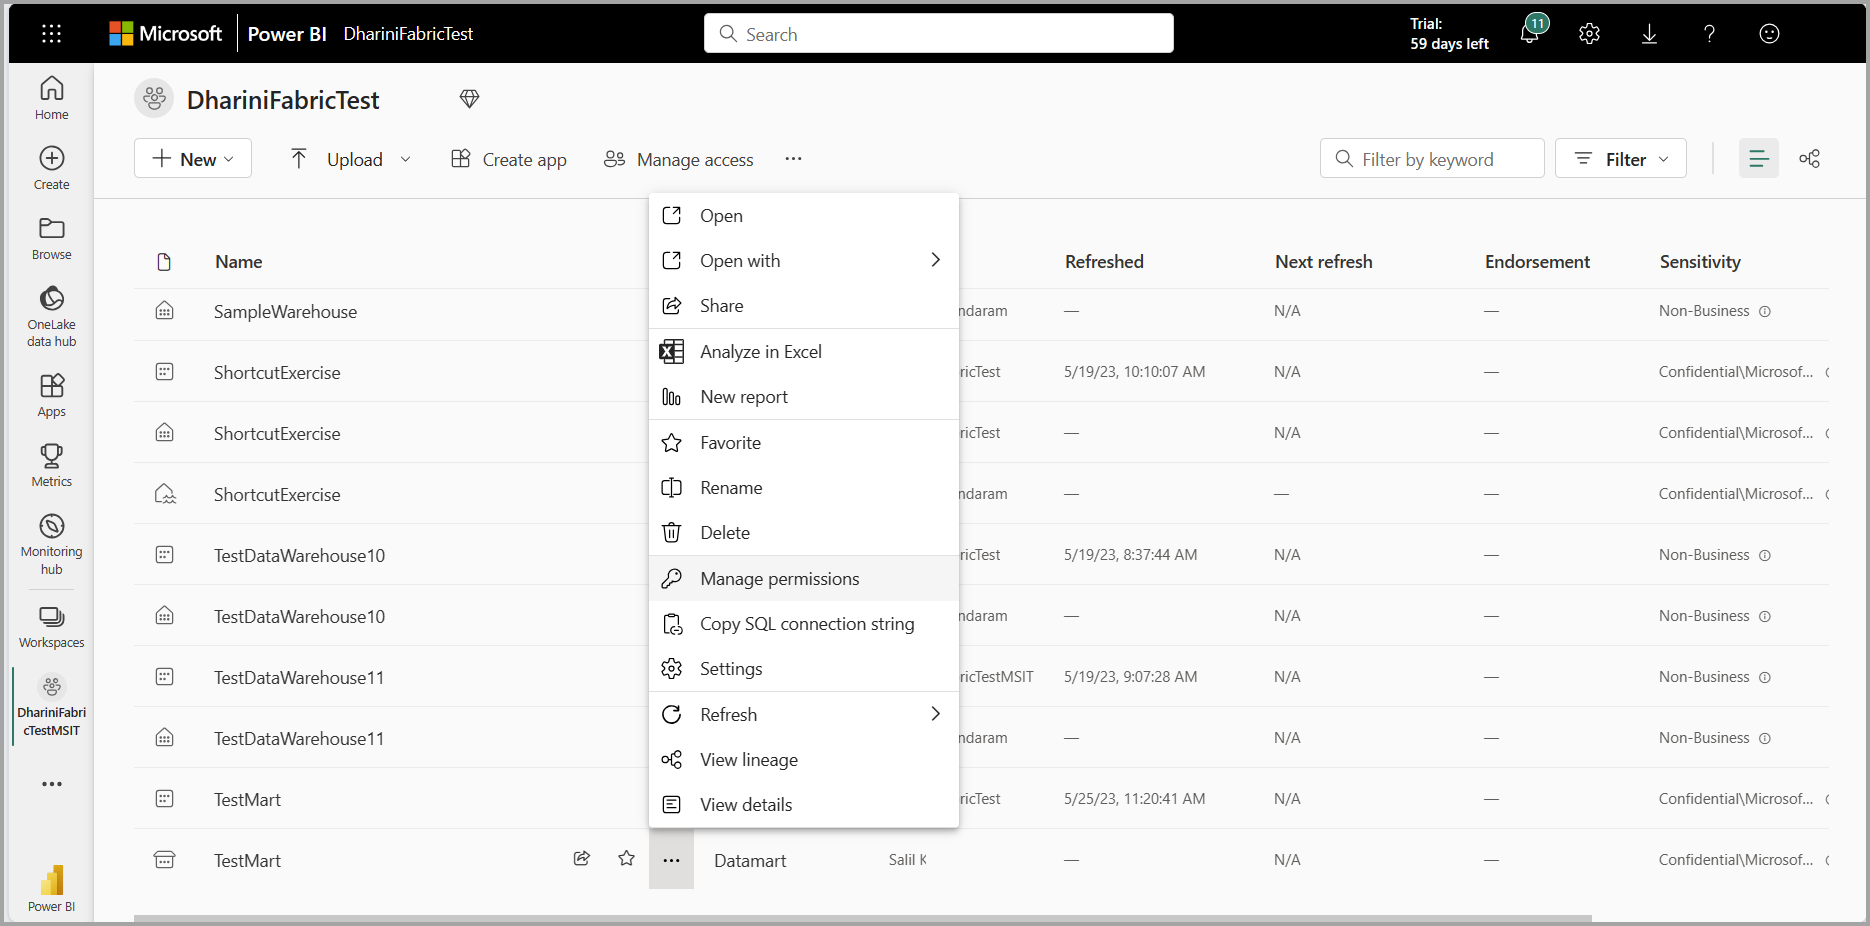 Microsoft Power BI DhariniFabricTest
Search
Trial:
59 days left
11
Home
Create
Browse
OneLake
data hub
Apps
Metrics
Monitoring
hub
Workspaces
DhariniFabri
cTestMSIT
Power BI
DhariniFabricTest
New Upload Create app Manage access
Filter by keyword Filter
Name Refreshed Next refresh Endorsement Sensitivity
SampleWarehouse ndaram — N/A — Non-Business
ShortcutExercise ricTest 5/19/23, 10:10:07 AM N/A — Confidential\Microsof...
ShortcutExercise ricTest — N/A — Confidential\Microsof...
ShortcutExercise ndaram — — — Confidential\Microsof...
TestDataWarehouse10 ricTest 5/19/23, 8:37:44 AM N/A — Non-Business
TestDataWarehouse10 ndaram — N/A — Non-Business
TestDataWarehouse11 ricTestMSIT 5/19/23, 9:07:28 AM N/A — Non-Business
TestDataWarehouse11 ndaram — N/A — Non-Business
TestMart ricTest 5/25/23, 11:20:41 AM N/A — Confidential\Microsof...
TestMart Datamart Salil K — N/A — Confidential\Microsof...
Open
Open with
Share
Analyze in Excel
New report
Favorite
Rename
Delete
Manage permissions
Copy SQL connection string
Settings
Refresh
View lineage
View details